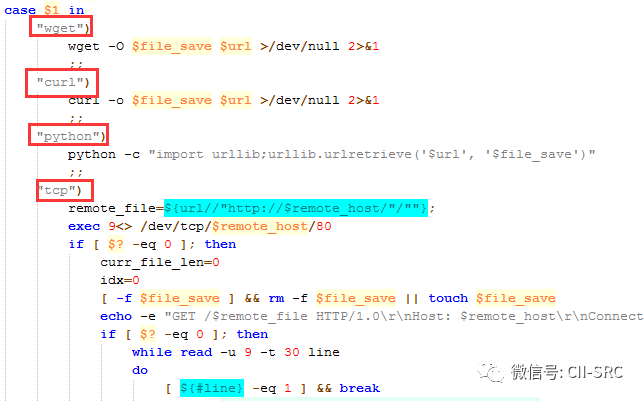 case $1 in
"wget")
wget -O $file_save $url >/dev/null 2>&1
;;
"curl")
curl -o $file_save $url >/dev/null 2>&1
;;
"python")
python -c "import urllib;urllib.urlretrieve('$url', '$file_save')"
;;
"tcp")
remote_file=${url//"http://$remote_host/"/""};
exec 9<> /dev/tcp/$remote_host/80
if [ $? -eq 0 ]; then
curr_file_len=0
idx=0
[ -f $file_save ] && rm -f $file_save || touch $file_save
echo -e "GET /$remote_file HTTP/1.0\r\nHost: $remote_host\r\nConnect
if [ $? -eq 0 ]; then
while read -u 9 -t 30 line
do
[ ${#line} -eq 1 ] && break
微信号: CII-SRC